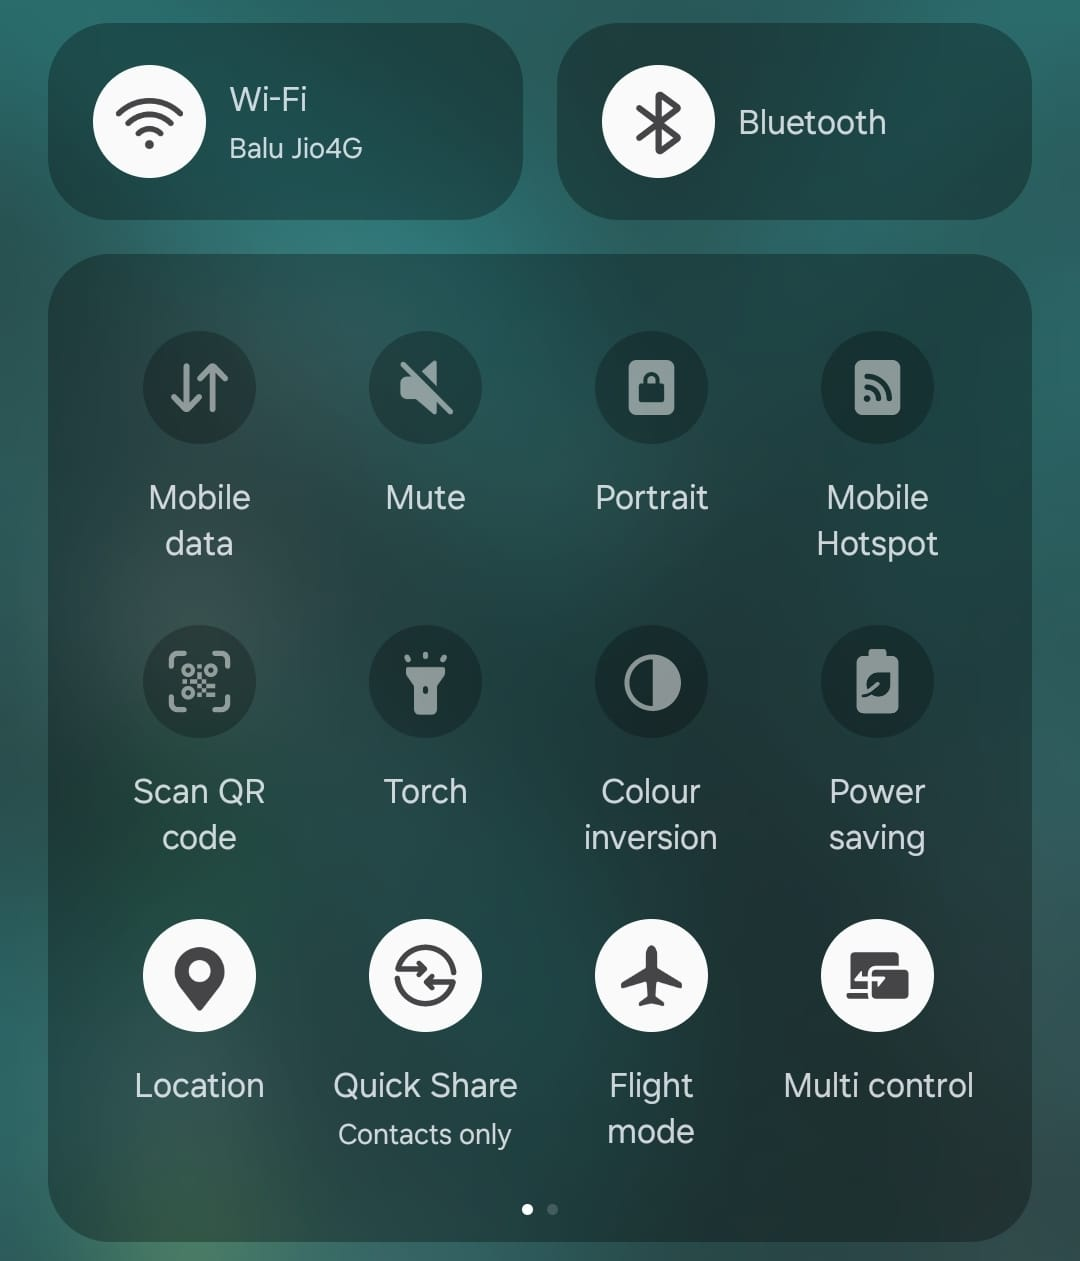 Wi-Fi
Balu Jio4G
Bluetooth
Mobile
data
Mute
Portrait
Mobile
Hotspot
Scan QR
code
Torch
Colour
inversion
Power
saving
Location
Quick Share
Contacts only
Flight
mode
Multi control